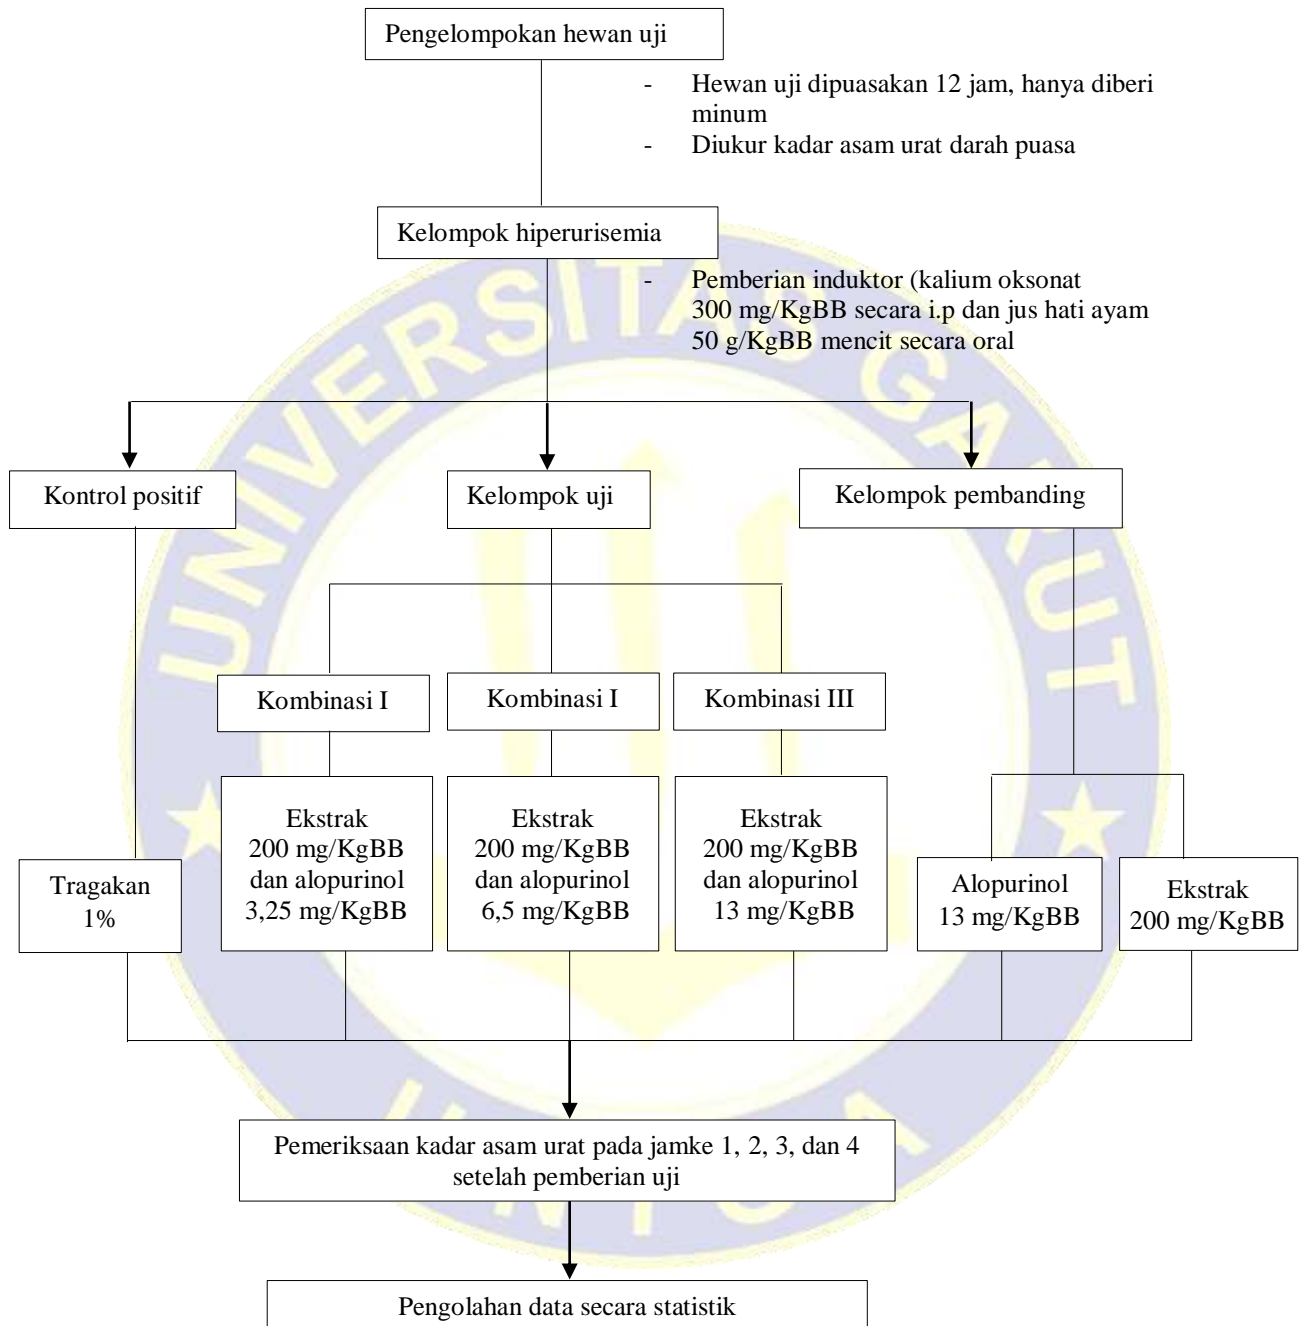 Pengelompokan hewan uji
- Hewan uji dipuasakan 12 jam, hanya diberi
minum
- Diukur kadar asam urat darah puasa
Kelompok hiperurisemia
- Pemberian induktor (kalium oksonat
300 mg/KgBB secara i.p dan jus hati ayam
50 g/KgBB mencit secara oral
UNIVERSITAS GARUT
Kontrol positif
Kelompok uji
Kelompok pembanding
Kombinasi I
Kombinasi I
Kombinasi III
Ekstrak
200 mg/KgBB
dan alopurinol
3,25 mg/KgBB
Ekstrak
200 mg/KgBB
dan alopurinol
6,5 mg/KgBB
Ekstrak
200 mg/KgBB
dan alopurinol
13 mg/KgBB
Tragakan
1%
Alopurinol
13 mg/KgBB
Ekstrak
200 mg/KgBB
Pemeriksaan kadar asam urat pada jamke 1, 2, 3, dan 4
setelah pemberian uji
Pengolahan data secara statistik